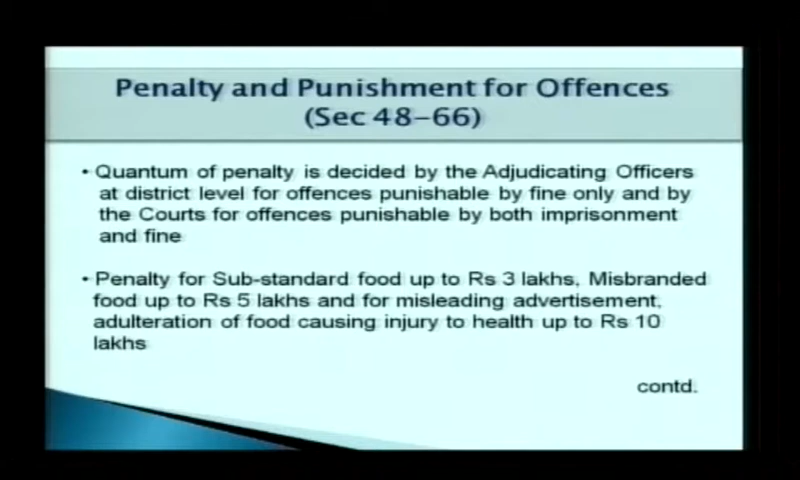 Penalty and Punishment for Offences
(Sec 48–66)
• Quantum of penalty is decided by the Adjudicating Officers
at district level for offences punishable by fine only and by
the Courts for offences punishable by both imprisonment
and fine
• Penalty for Sub-standard food up to Rs 3 lakhs, Misbranded
food up to Rs 5 lakhs and for misleading advertisement,
adulteration of food causing injury to health up to Rs 10
lakhs
contd.